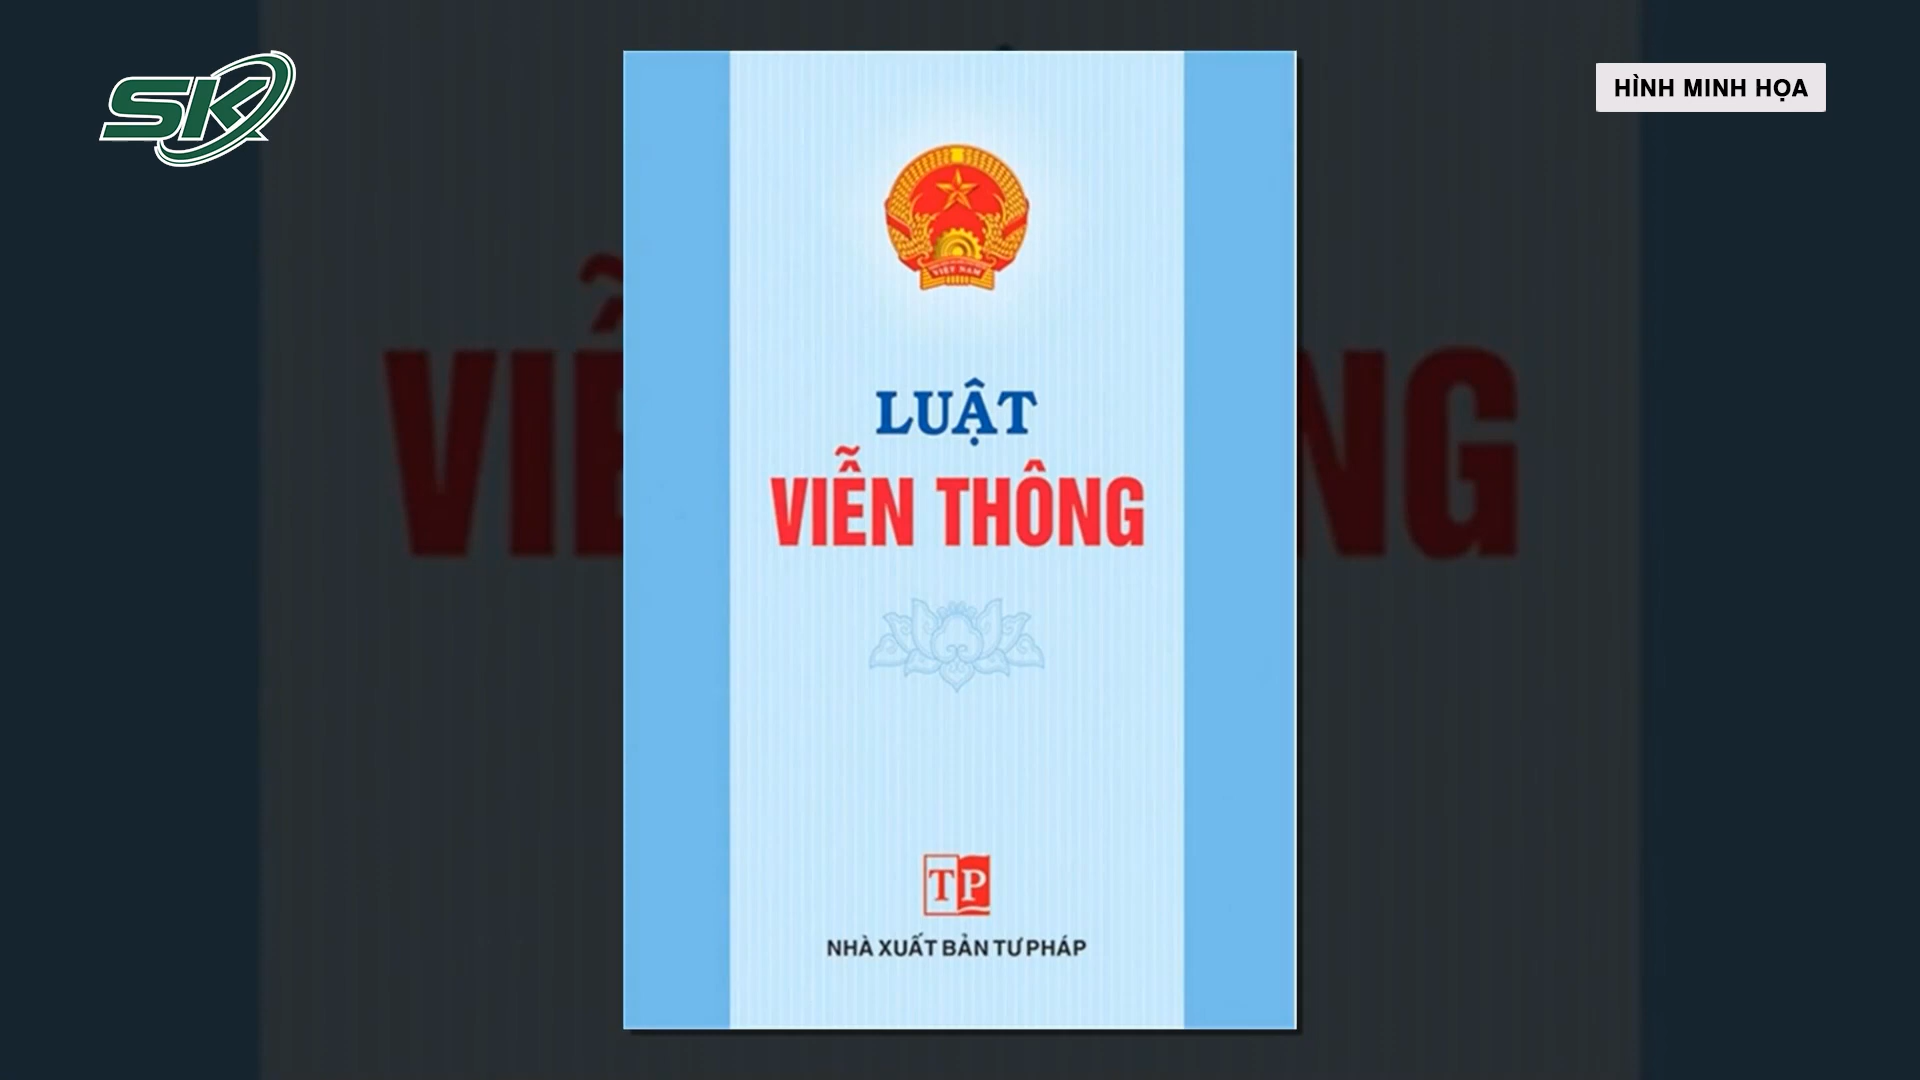 SK
HÌNH MINH HỌA
VIỆT NAM
LUẬT
VIỄN THÔNG
TP
NHÀ XUẤT BẢN TƯ PHÁP